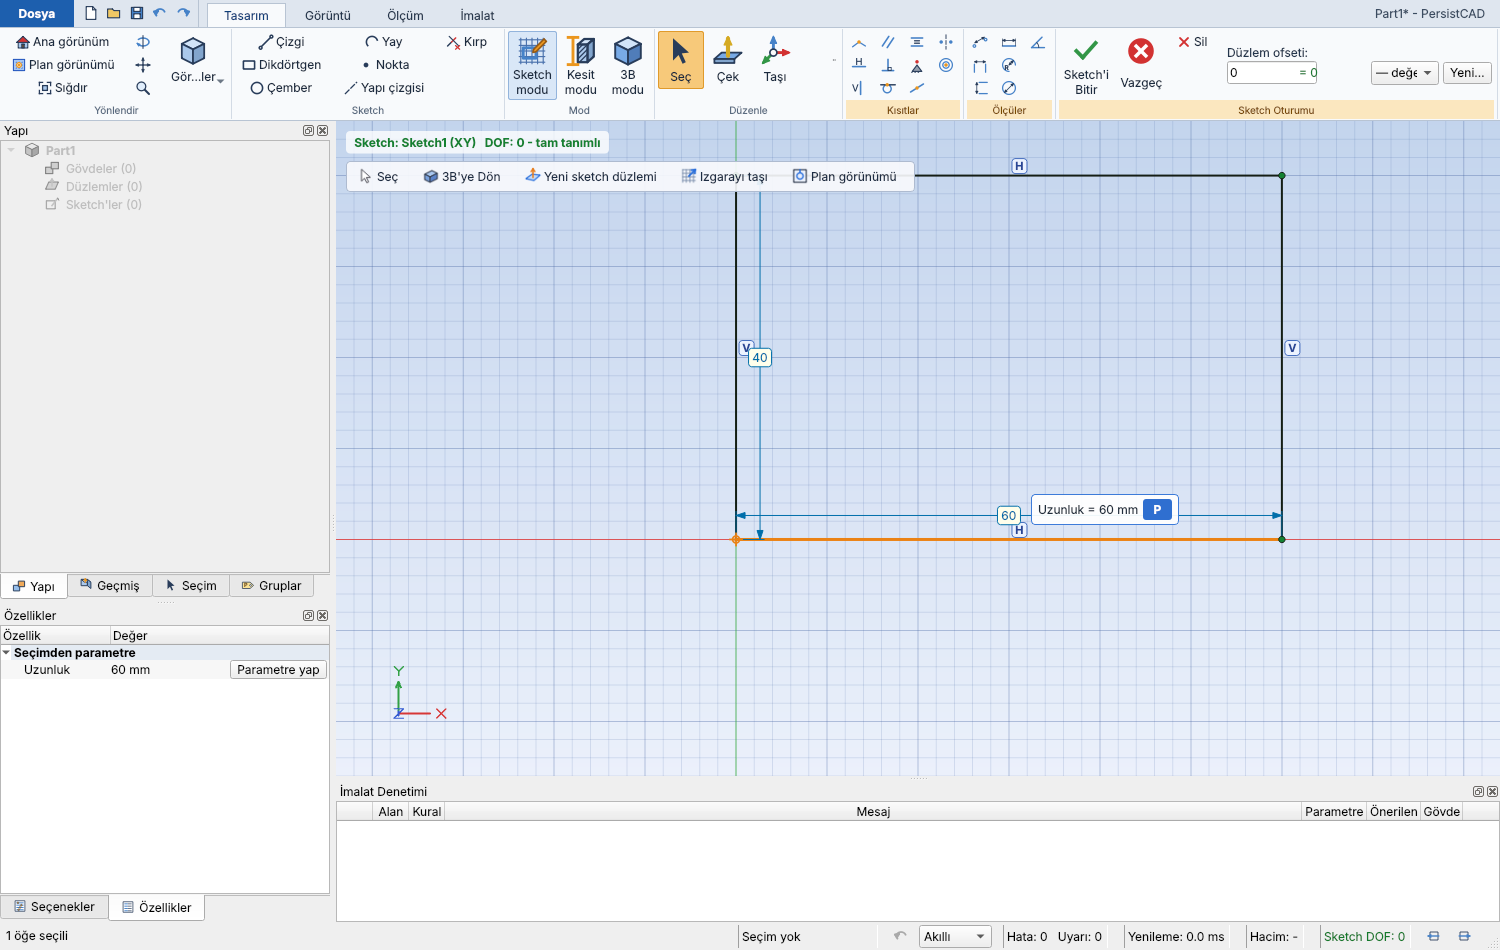 Dosya
Tasarım Görüntü Ölçüm İmalat
Part1* - PersistCAD
Ana görünüm
Plan görünümü
Sığdır
Gör...ler
Yönlendir
Çizgi Yay Kırp
Dikdörtgen Nokta
Çember Yapı çizgisi
Sketch
Sketch modu
Kesit modu
3B modu
Mod
Seç Çek Taşı
Düzenle
H
Kısıtlar
Ölçüler
Sketch'i Bitir
Vazgeç
Sil
Düzlem ofseti:
0 = 0
— değe
Yeni...
Sketch Oturumu
Yapı
Part1
Gövdeler (0)
Düzlemler (0)
Sketch'ler (0)
Yapı Geçmiş Seçim Gruplar
Özellikler
Özellik Değer
Seçimden parametre
Uzunluk 60 mm Parametre yap
Seçenekler Özellikler
Sketch: Sketch1 (XY) DOF: 0 - tam tanımlı
Seç 3B'ye Dön Yeni sketch düzlemi Izgarayı taşı Plan görünümü
H
V
40
V
60
Uzunluk = 60 mm P
H
Y
Z X
İmalat Denetimi
Alan Kural Mesaj Parametre Önerilen Gövde
1 öğe seçili
Seçim yok
Akıllı
Hata: 0 Uyarı: 0
Yenileme: 0.0 ms
Hacim: -
Sketch DOF: 0